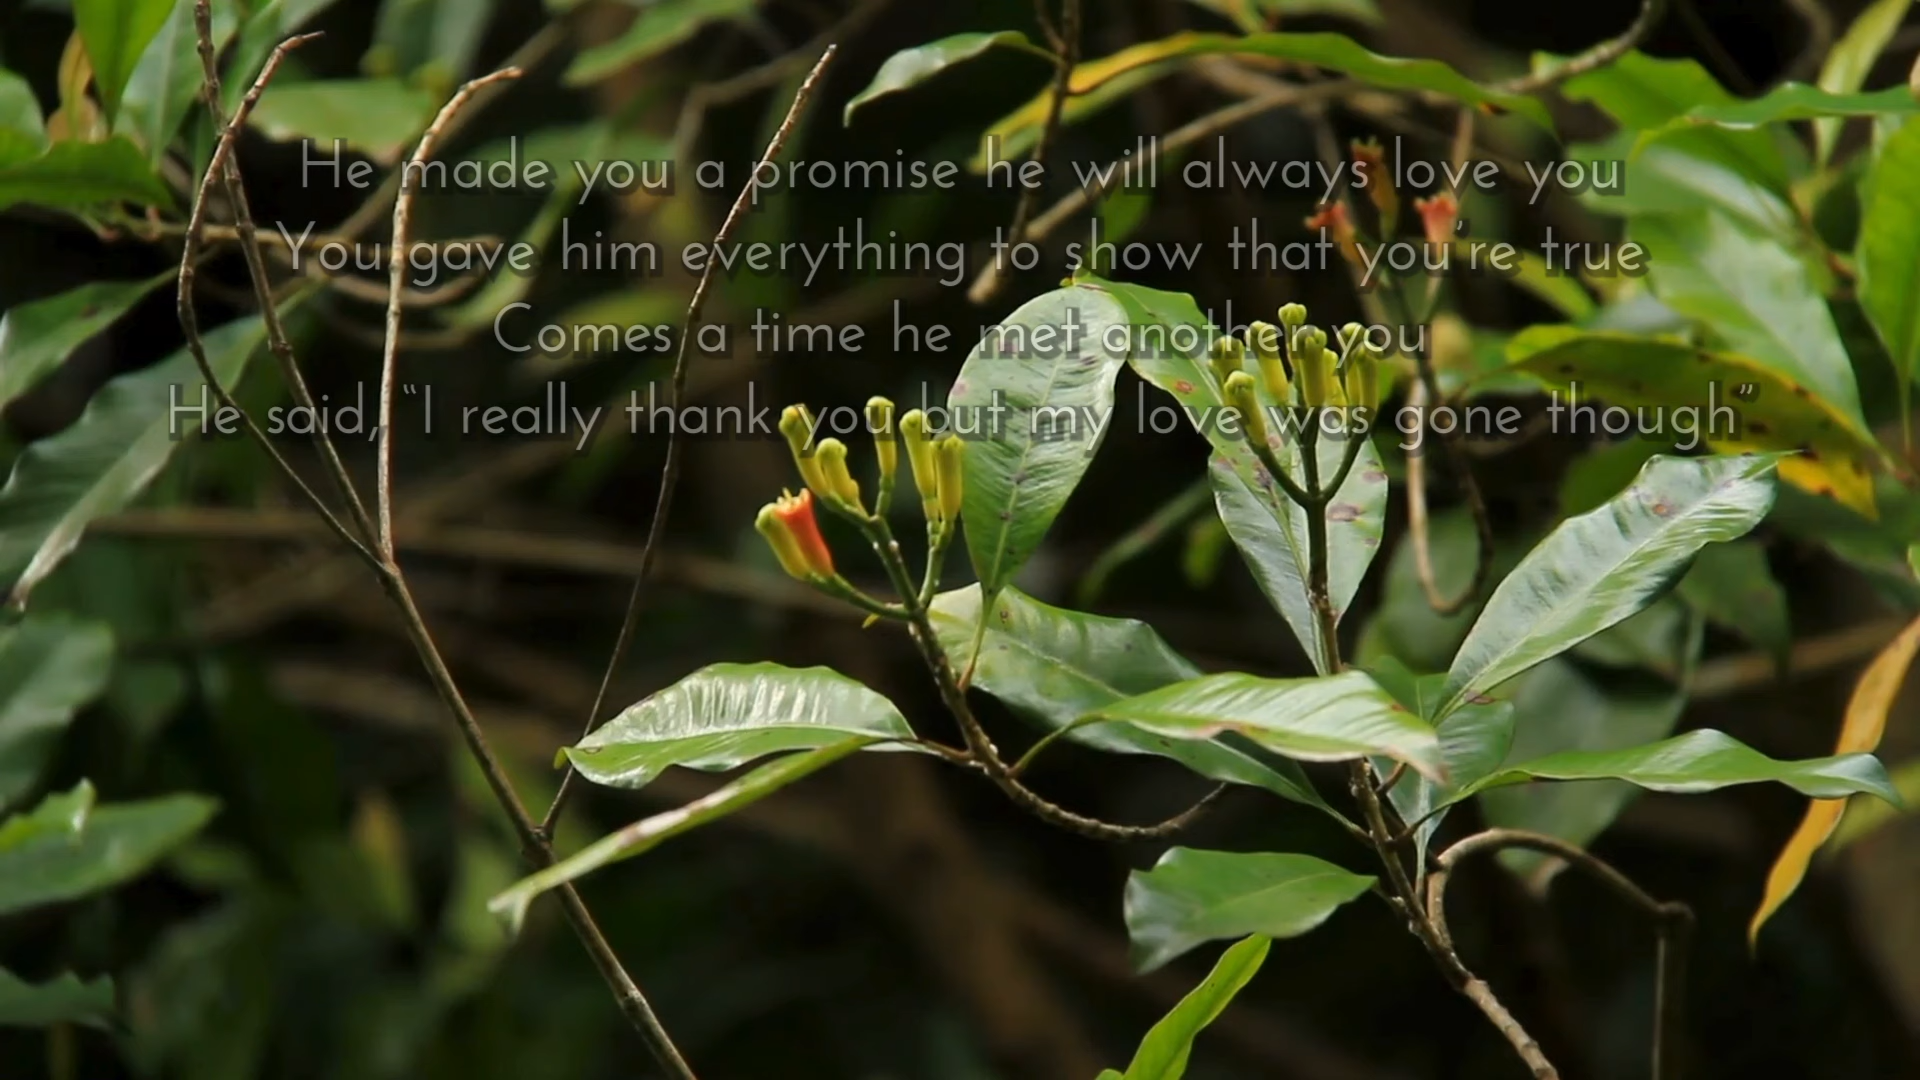 He made you a promise he will always love you
You gave him everything to show that you're true
Comes a time he met another you
He said, “I really thank you but my love was gone though”